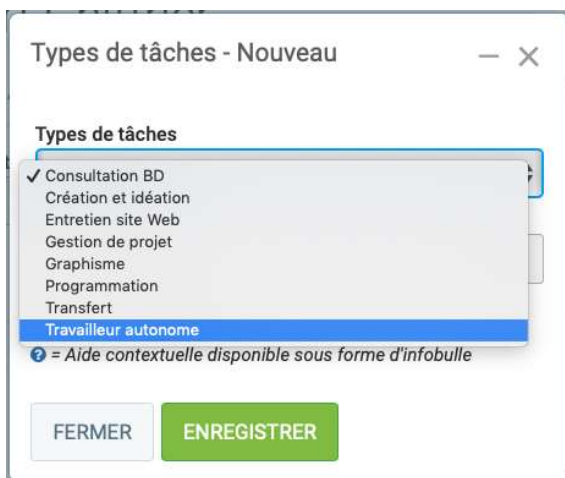 Types de tâches - Nouveau
Types de tâches
✓ Consultation BD
Création et idéation
Entretien site Web
Gestion de projet
Graphisme
Programmation
Transfert
Travailleur autonome
? = Aide contextuelle disponible sous forme d'infobulle
FERMER ENREGISTRER